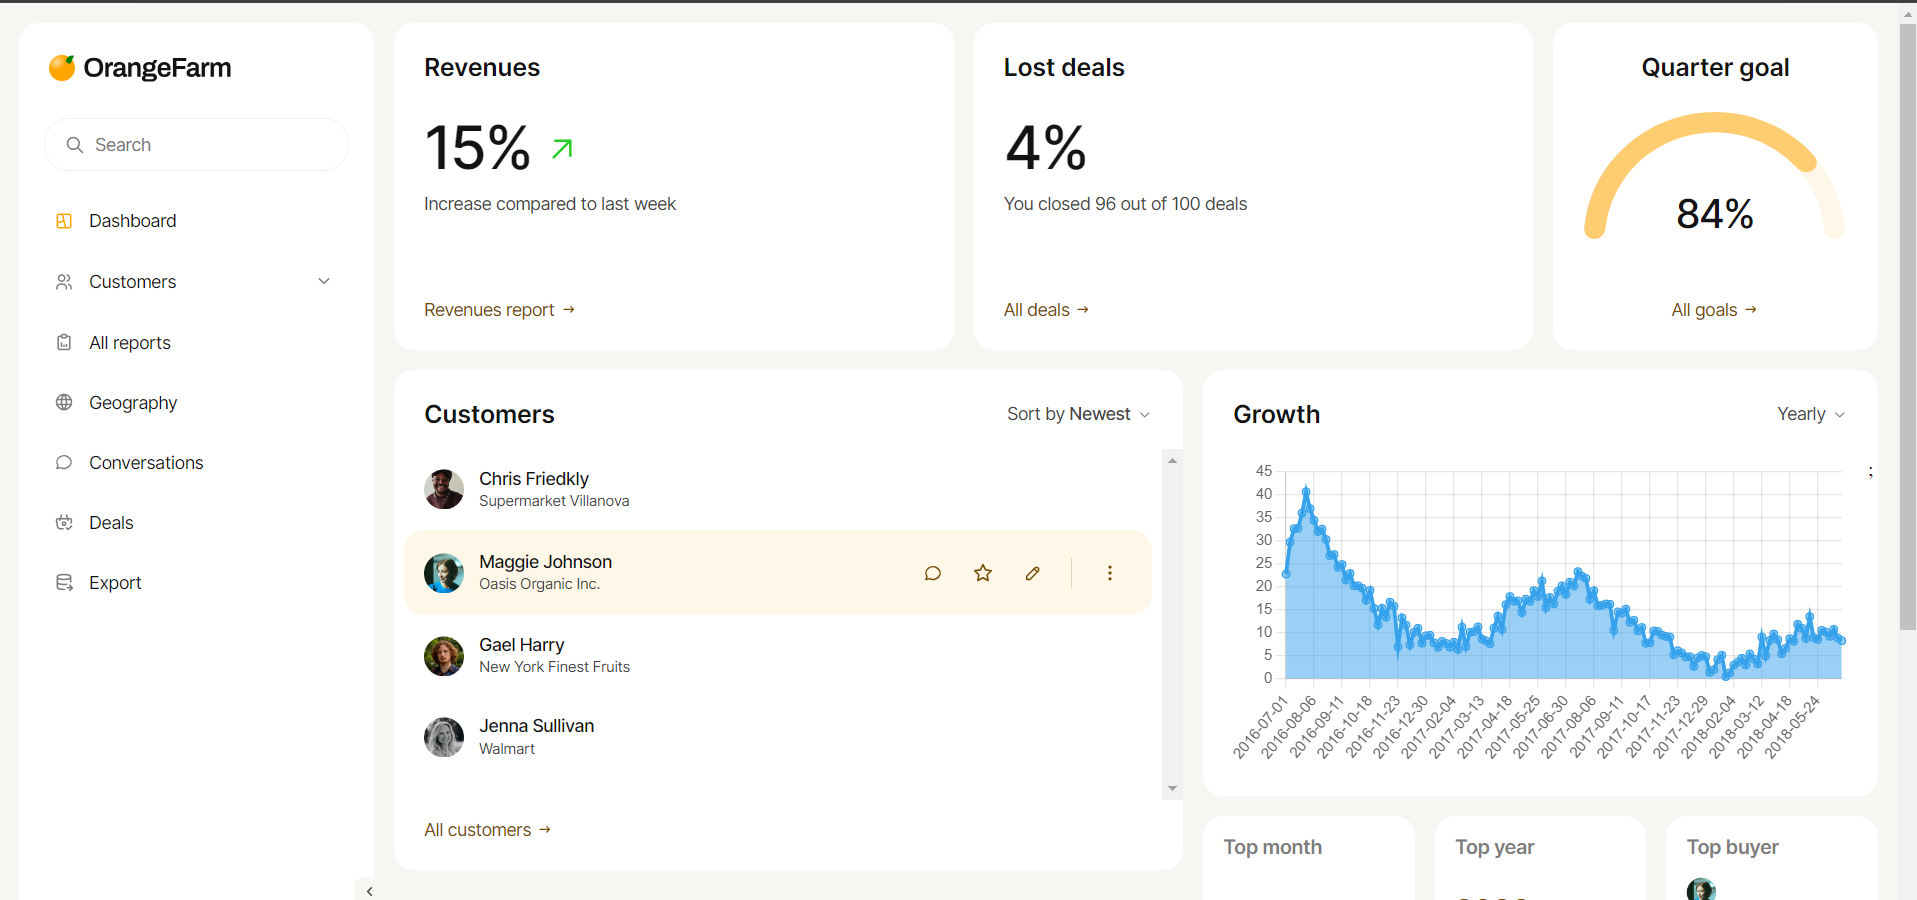 OrangeFarm
Search
Dashboard
Customers
All reports
Geography
Conversations
Deals
Export
Revenues
15%
Increase compared to last week
Revenues report →
Lost deals
4%
You closed 96 out of 100 deals
All deals →
Quarter goal
84%
All goals →
Customers
Sort by Newest
Chris Friedkly
Supermarket Villanova
Maggie Johnson
Oasis Organic Inc.
Gael Harry
New York Finest Fruits
Jenna Sullivan
Walmart
All customers →
Growth
Yearly
;
45
40
35
30
25
20
15
10
5
0
2016-07-01
2016-08-06
2016-09-11
2016-10-18
2016-11-23
2016-12-30
2017-02-04
2017-03-13
2017-04-18
2017-05-25
2017-06-30
2017-08-06
2017-09-11
2017-10-17
2017-11-23
2017-12-29
2018-02-04
2018-03-12
2018-04-18
2018-05-24
Top month
Top year
Top buyer